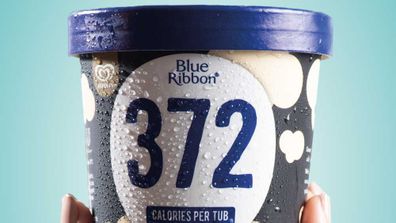 Blue
Ribbon
372
CALORIES PER TUB